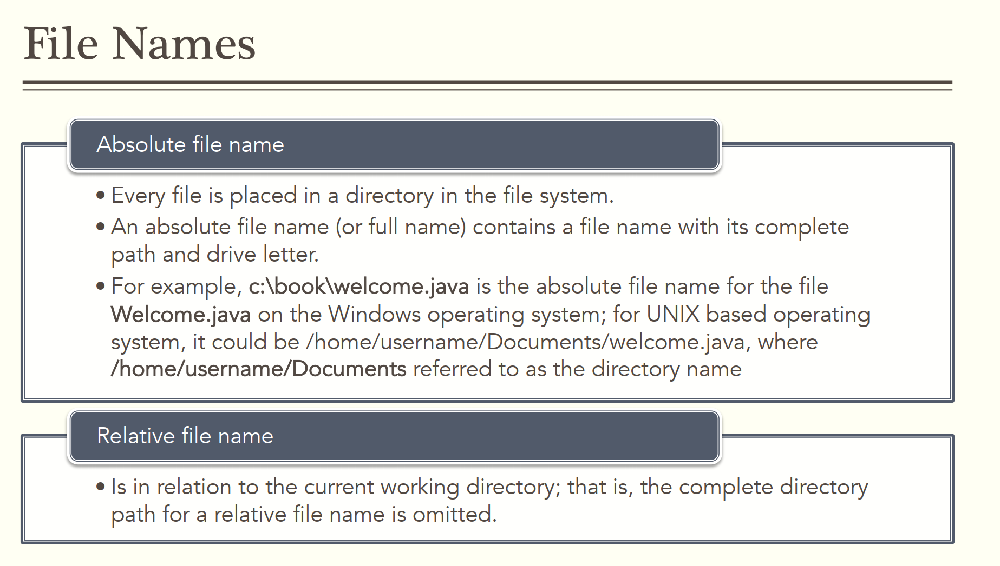 File Names
Absolute file name
• Every file is placed in a directory in the file system.
• An absolute file name (or full name) contains a file name with its complete
path and drive letter.
• For example, c:\book\welcome.java is the absolute file name for the file
Welcome.java on the Windows operating system; for UNIX based operating
system, it could be /home/username/Documents/welcome.java, where
/home/username/Documents referred to as the directory name
Relative file name
• Is in relation to the current working directory; that is, the complete directory
path for a relative file name is omitted.